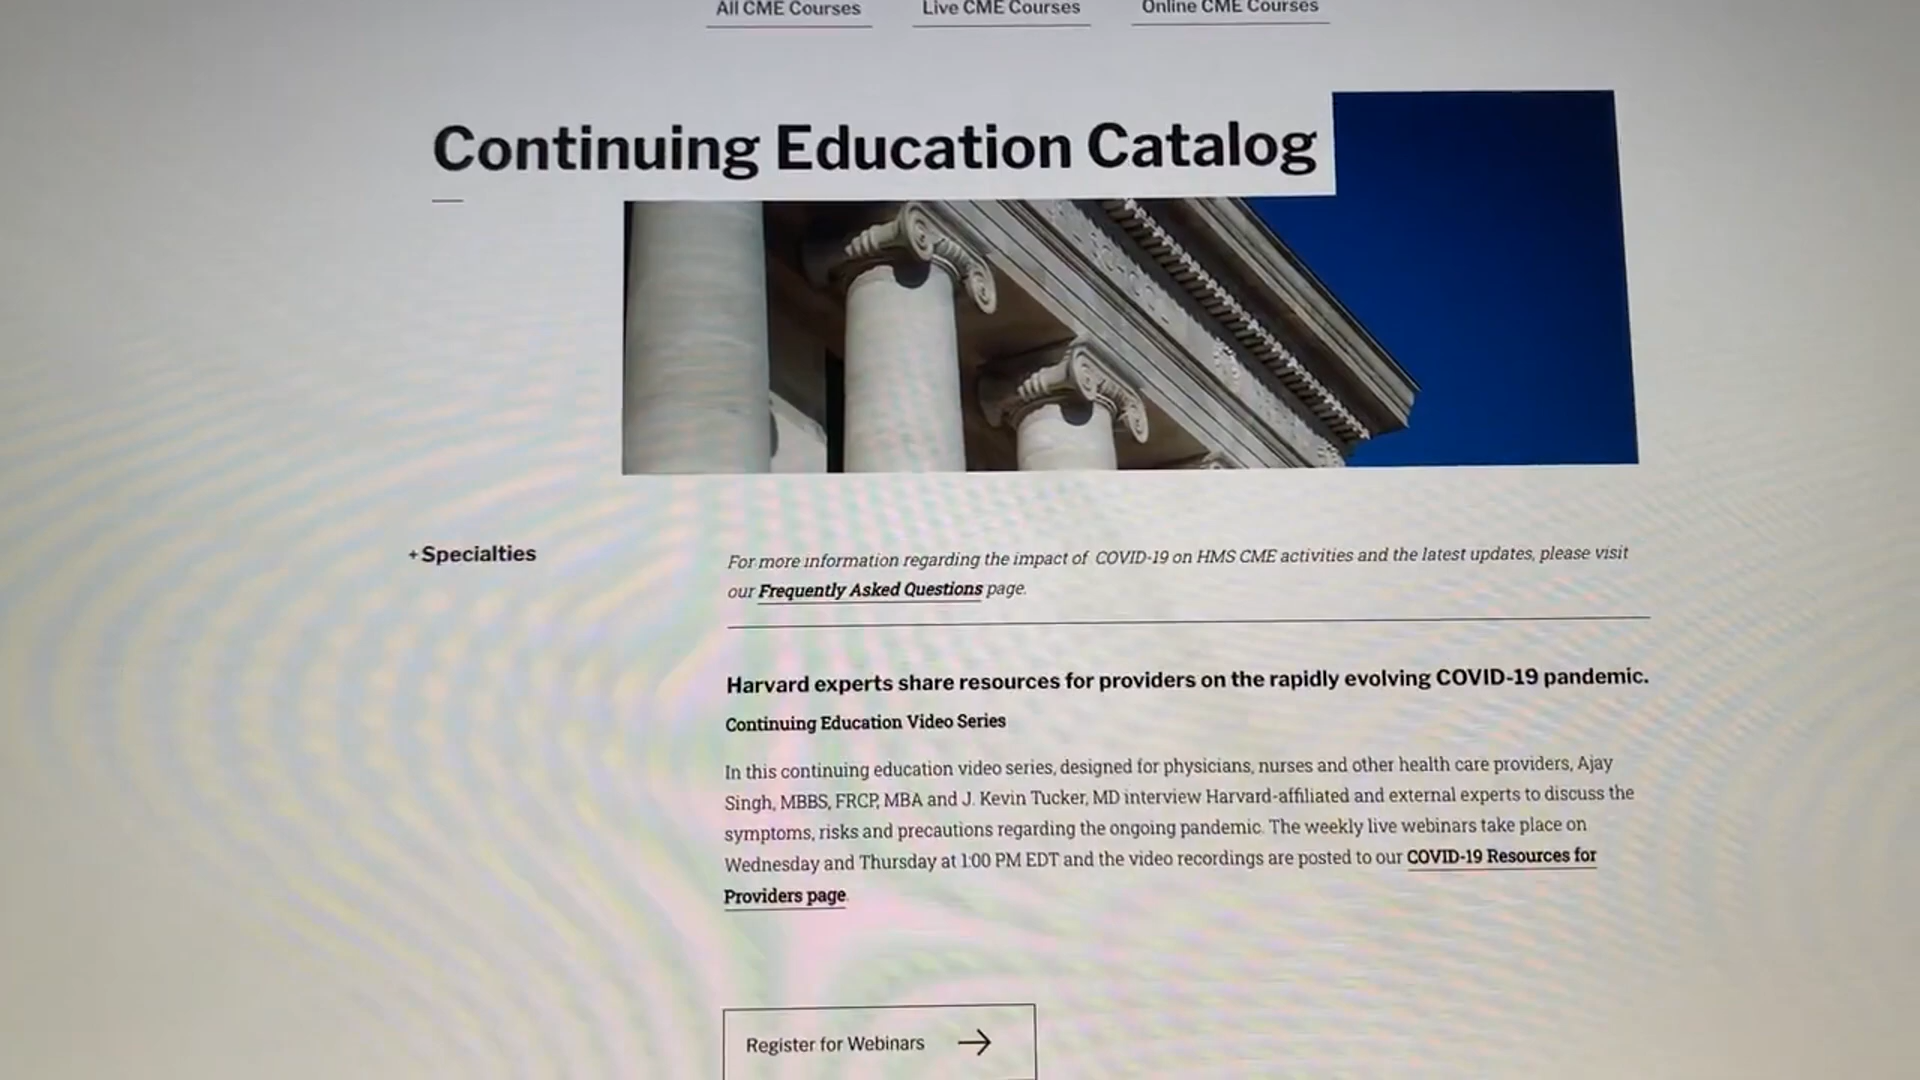 All CME Courses Live CME Courses Online CME Courses
Continuing Education Catalog
+Specialties
For more information regarding the impact of COVID-19 on HMS CME activities and the latest updates, please visit
our Frequently Asked Questions page.
Harvard experts share resources for providers on the rapidly evolving COVID-19 pandemic.
Continuing Education Video Series
In this continuing education video series, designed for physicians, nurses and other health care providers, Ajay
Singh, MBBS, FRCP, MBA and J. Kevin Tucker, MD interview Harvard-affiliated and external experts to discuss the
symptoms, risks and precautions regarding the ongoing pandemic. The weekly live webinars take place on
Wednesday and Thursday at 1:00 PM EDT and the video recordings are posted to our COVID-19 Resources for
Providers page.
Register for Webinars →